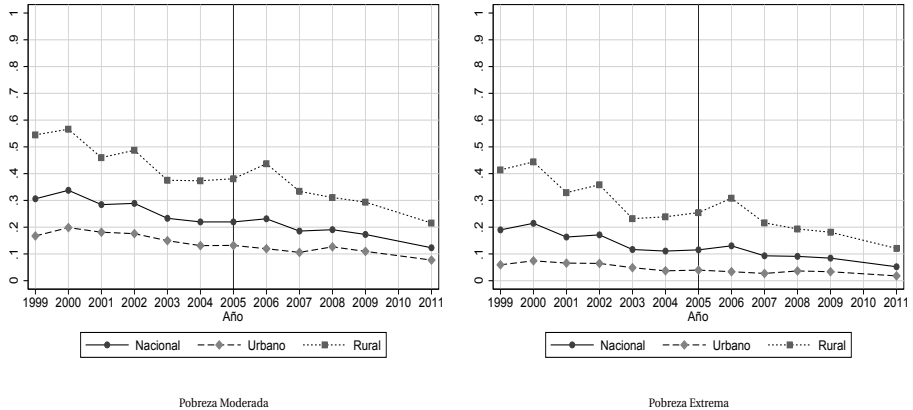 1
.9
.8
.7
.6
.5
.4
.3
.2
.1
0
1999 2000 2001 2002 2003 2004 2005 2006 2007 2008 2009 2010 2011
Año
Nacional Urbano Rural
Pobreza Moderada
1
.9
.8
.7
.6
.5
.4
.3
.2
.1
0
1999 2000 2001 2002 2003 2004 2005 2006 2007 2008 2009 2010 2011
Año
Nacional Urbano Rural
Pobreza Extrema